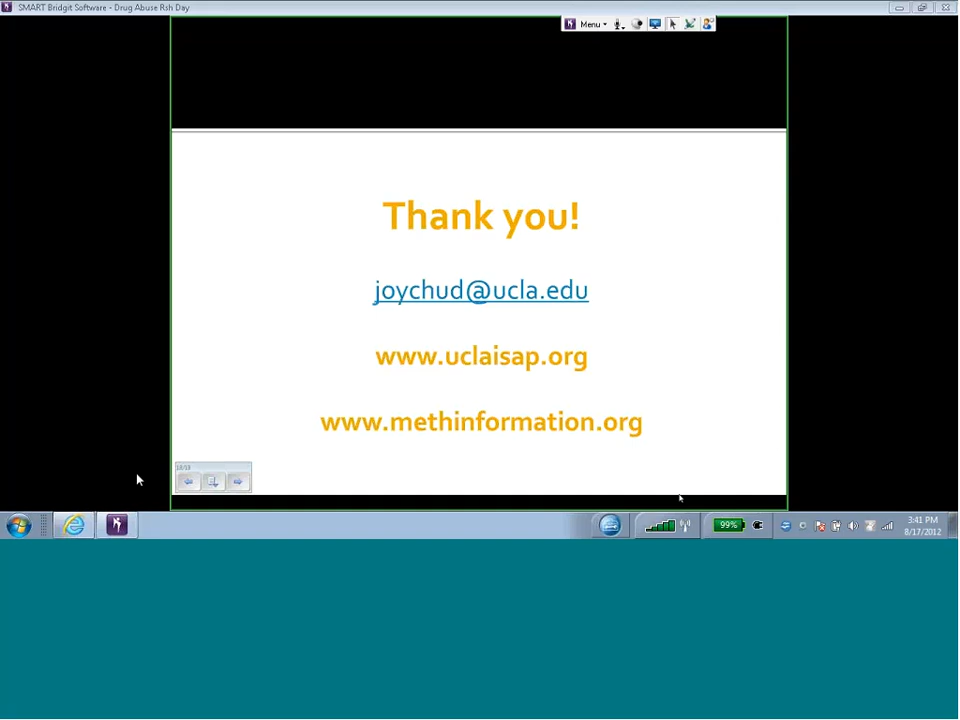 SMART Bridgit Software - Drug Abuse Rsh Day
Menu
Thank you!
joychud@ucla.edu
www.uclaisap.org
www.methinformation.org
99%
3:41 PM
8/17/2012